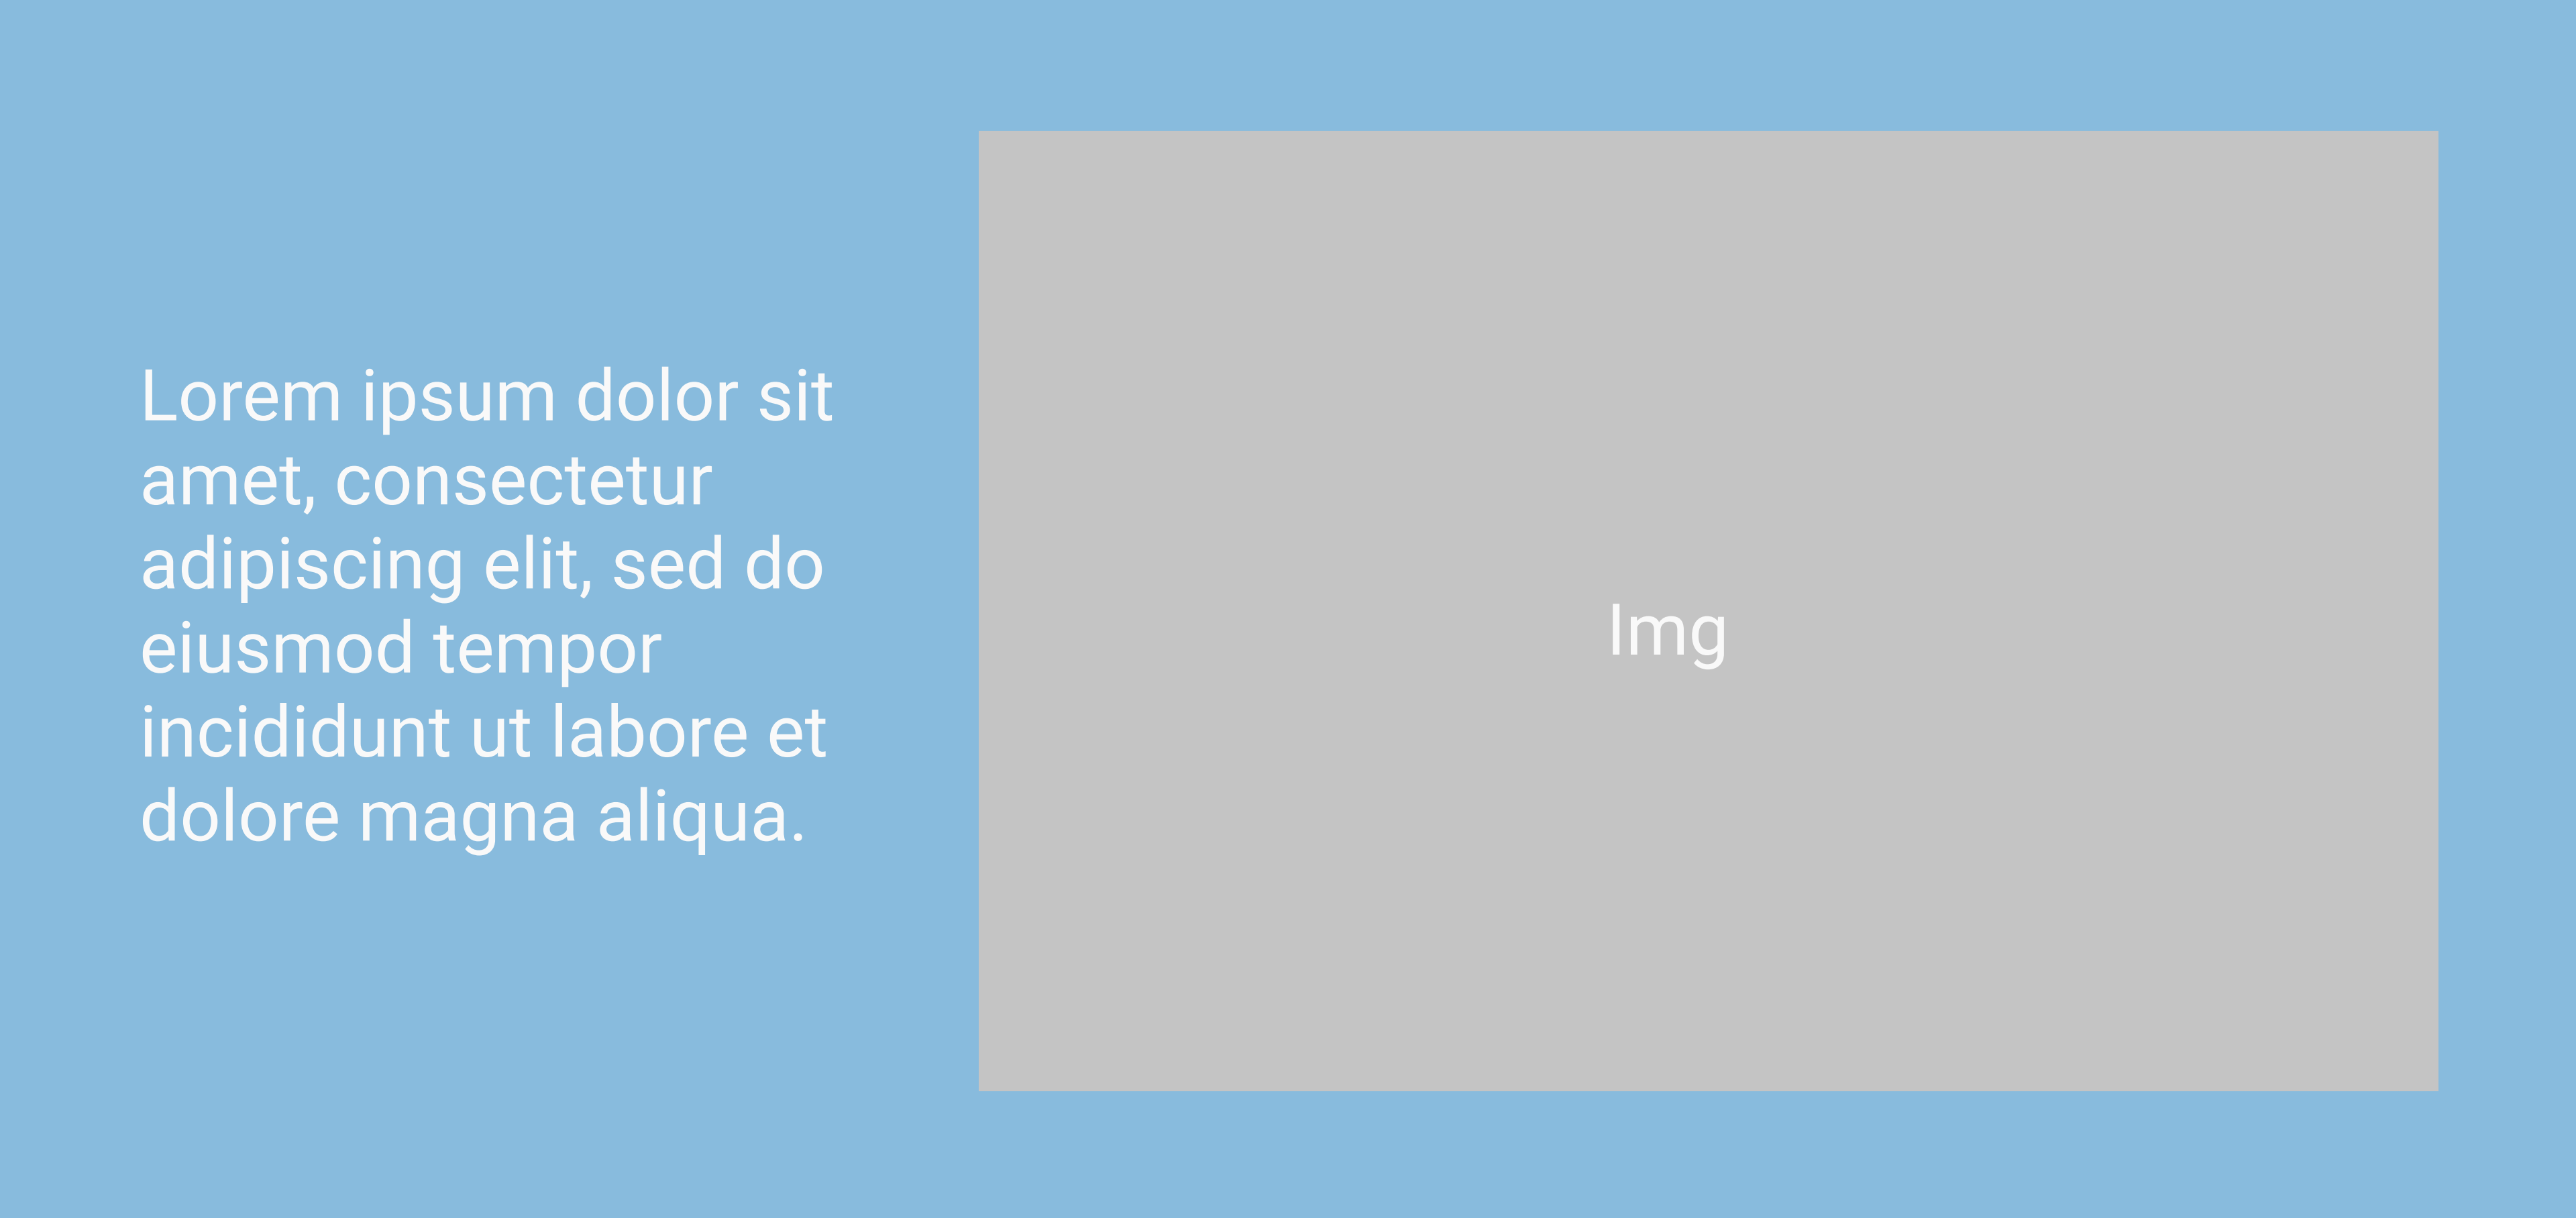 Lorem ipsum dolor sit
amet, consectetur
adipiscing elit, sed do
eiusmod tempor
incididunt ut labore et
dolore magna aliqua.
Img